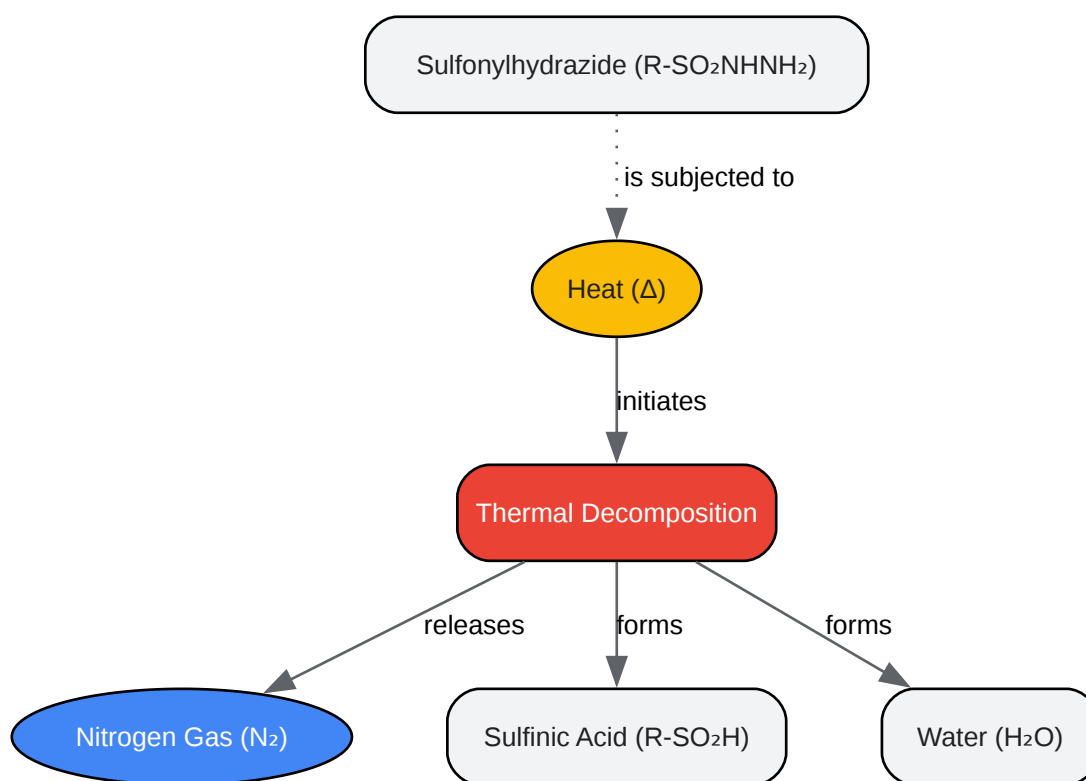 Sulfonylhydrazide (R-SO₂NHNH₂)
is subjected to
Heat (Δ)
initiates
Thermal Decomposition
releases
forms
forms
Nitrogen Gas (N₂)
Sulfinic Acid (R-SO₂H)
Water (H₂O)